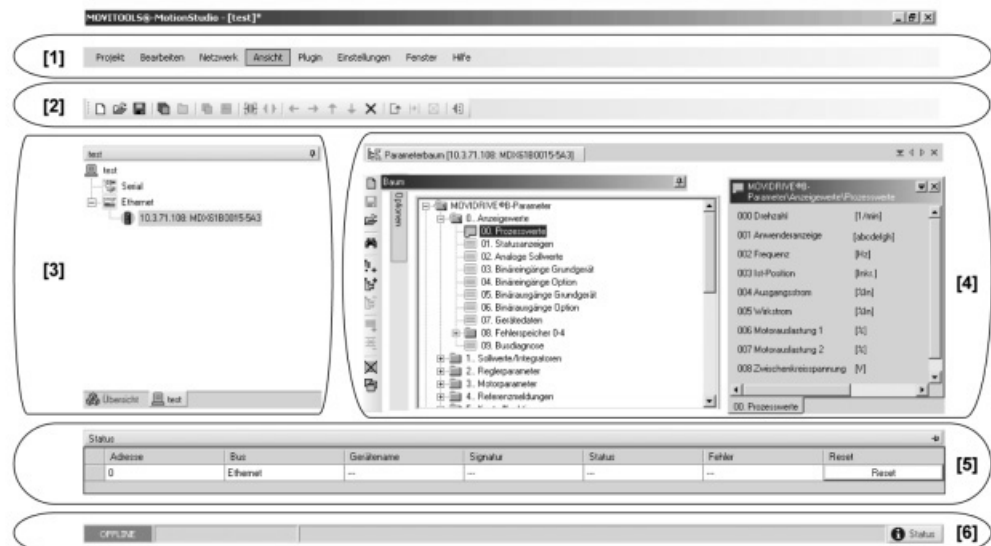 MOVITOOLS®-MotionStudio - [test]*
[1]
Projekt Bearbeiten Netzwerk Ansicht Plugin Einstellungen Fenster Hilfe
[2]
[3]
test
test
Serial
Ethernet
10.3.71.108: MDX61B0015-5A3
Übersicht test
[4]
Parameterbaum [10.3.71.108: MDX61B0015-5A3]
Baum
Optionen
MOVIDRIVE®B-Parameter
0. Anzeigewerte
00. Prozesswerte
01. Statusanzeigen
02. Analoge Sollwerte
03. Binäreingänge Grundgerät
04. Binäreingänge Option
05. Binärausgänge Grundgerät
06. Binärausgänge Option
07. Gerätedaten
08. Fehlerspeicher 0-4
09. Busdiagnose
1. Sollwerte/Integratoren
2. Reglerparameter
3. Motorparameter
4. Referenzmeldungen
MOVIDRIVE®B-
Parameter\Anzeigewerte\Prozesswerte
000 Drehzahl [1/min]
001 Anwenderanzeige [abcdefgh]
002 Frequenz [Hz]
003 Ist-Position [Inkr.]
004 Ausgangsstrom [%In]
005 Wirkstrom [%In]
006 Motorauslastung 1 [%]
007 Motorauslastung 2 [%]
008 Zwischenkreisspannung [V]
00. Prozesswerte
[5]
Status
Adresse Bus Gerätename Signatur Status Fehler Reset
0 Ethernet --- --- --- --- Reset
[6]
OFFLINE Status